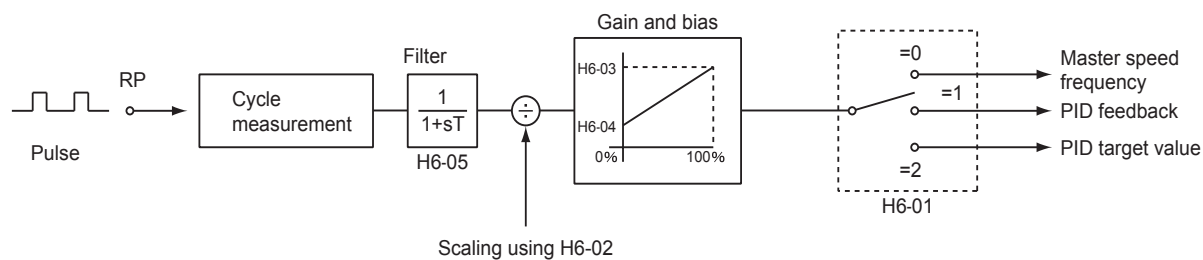 Gain and bias
Filter
RP
Pulse
Cycle
measurement
1
1+sT
H6-05
÷
Scaling using H6-02
H6-03
H6-04
0%
100%
=0
=1
=2
H6-01
Master speed
frequency
PID feedback
PID target value